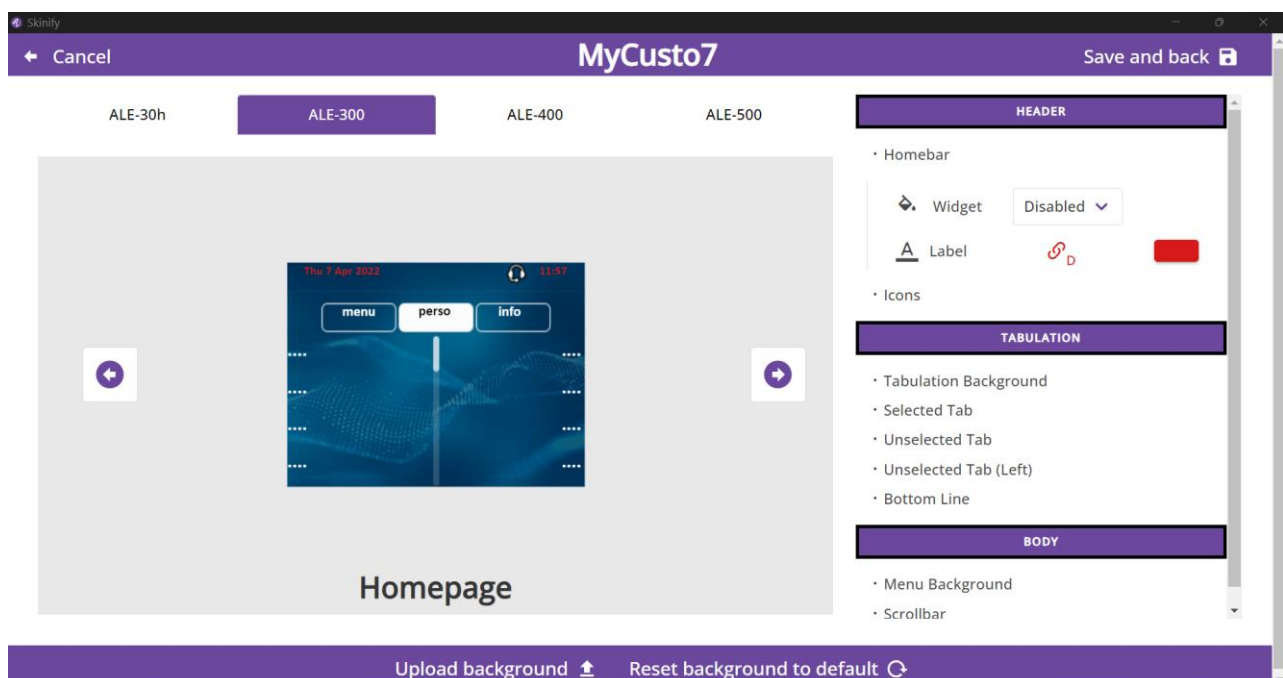 Skinify
Cancel
MyCusto7
Save and back
ALE-30h
ALE-300
ALE-400
ALE-500
Thu 7 Apr 2022
11:57
menu
perso
info
Homepage
HEADER
· Homebar
Widget
Disabled
A Label
D
· Icons
TABULATION
· Tabulation Background
· Selected Tab
· Unselected Tab
· Unselected Tab (Left)
· Bottom Line
BODY
· Menu Background
· Scrollbar
Upload background
Reset background to default